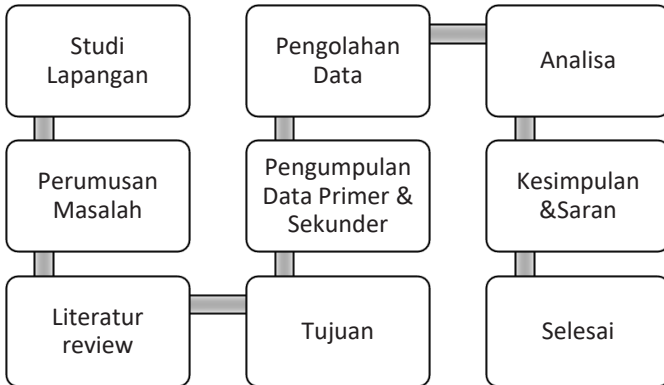 Studi
Lapangan
Perumusan
Masalah
Literatur
review
Tujuan
Pengumpulan
Data Primer &
Sekunder
Pengolahan
Data
Analisa
Kesimpulan
&Saran
Selesai